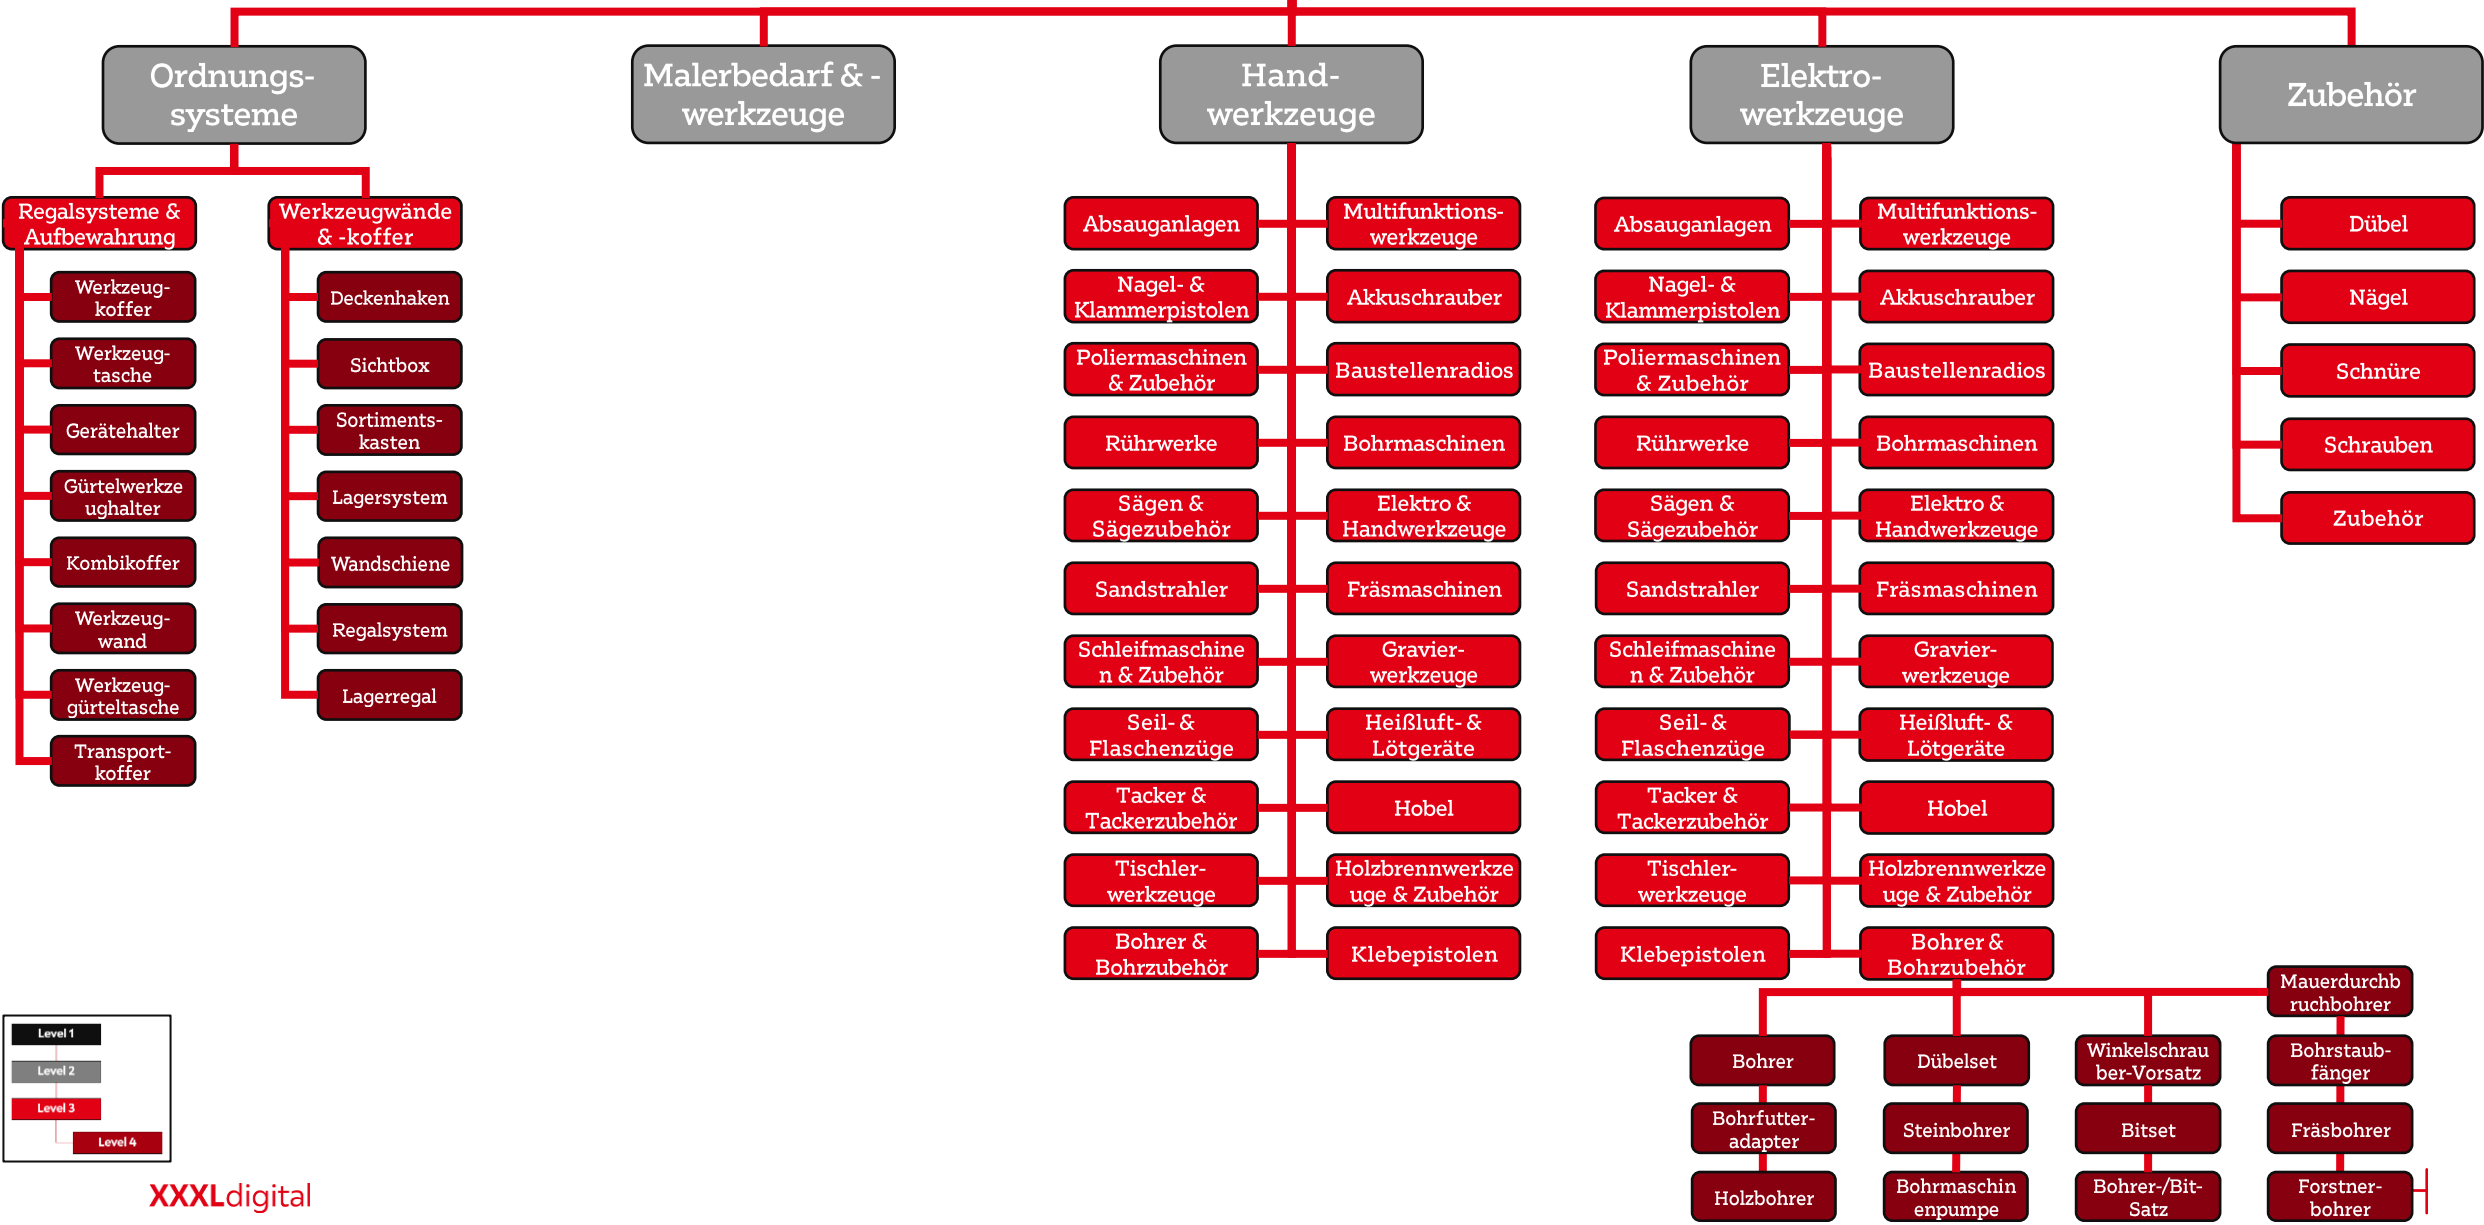 Ordnungs-
systeme
Malerbedarf & -
werkzeuge
Hand-
werkzeuge
Elektro-
werkzeuge
Zubehör
Regalsysteme &
Aufbewahrung
Werkzeug-
koffer
Werkzeug-
tasche
Gerätehalter
Gürtelwerkze
ughalter
Kombikoffer
Werkzeug-
wand
Werkzeug-
gürteltasche
Transport-
koffer
Werkzeugwände
& -koffer
Deckenhaken
Sichtbox
Sortiments-
kasten
Lagersystem
Wandschiene
Regalsystem
Lagerregal
Absauganlagen
Nagel- &
Klammerpistolen
Poliermaschinen
& Zubehör
Rührwerke
Sägen &
Sägezubehör
Sandstrahler
Schleifmaschine
n & Zubehör
Seil- &
Flaschenzüge
Tacker &
Tackerzubehör
Tischler-
werkzeuge
Bohrer &
Bohrzubehör
Multifunktions-
werkzeuge
Akkuschrauber
Baustellenradios
Bohrmaschinen
Elektro &
Handwerkzeuge
Fräsmaschinen
Gravier-
werkzeuge
Heißluft- &
Lötgeräte
Hobel
Holzbrennwerkze
uge & Zubehör
Klebepistolen
Absauganlagen
Nagel- &
Klammerpistolen
Poliermaschinen
& Zubehör
Rührwerke
Sägen &
Sägezubehör
Sandstrahler
Schleifmaschine
n & Zubehör
Seil- &
Flaschenzüge
Tacker &
Tackerzubehör
Tischler-
werkzeuge
Klebepistolen
Multifunktions-
werkzeuge
Akkuschrauber
Baustellenradios
Bohrmaschinen
Elektro &
Handwerkzeuge
Fräsmaschinen
Gravier-
werkzeuge
Heißluft- &
Lötgeräte
Hobel
Holzbrennwerkze
uge & Zubehör
Bohrer &
Bohrzubehör
Dübel
Nägel
Schnüre
Schrauben
Zubehör
Bohrer
Bohrfutter-
adapter
Holzbohrer
Dübelset
Steinbohrer
Bohrmaschin
enpumpe
Winkelschrau
ber-Vorsatz
Bitset
Bohrer-/Bit-
Satz
Mauerdurchb
ruchbohrer
Bohrstaub-
fänger
Fräsbohrer
Forstner-
bohrer
Level 1
Level 2
Level 3
Level 4
XXXLdigital